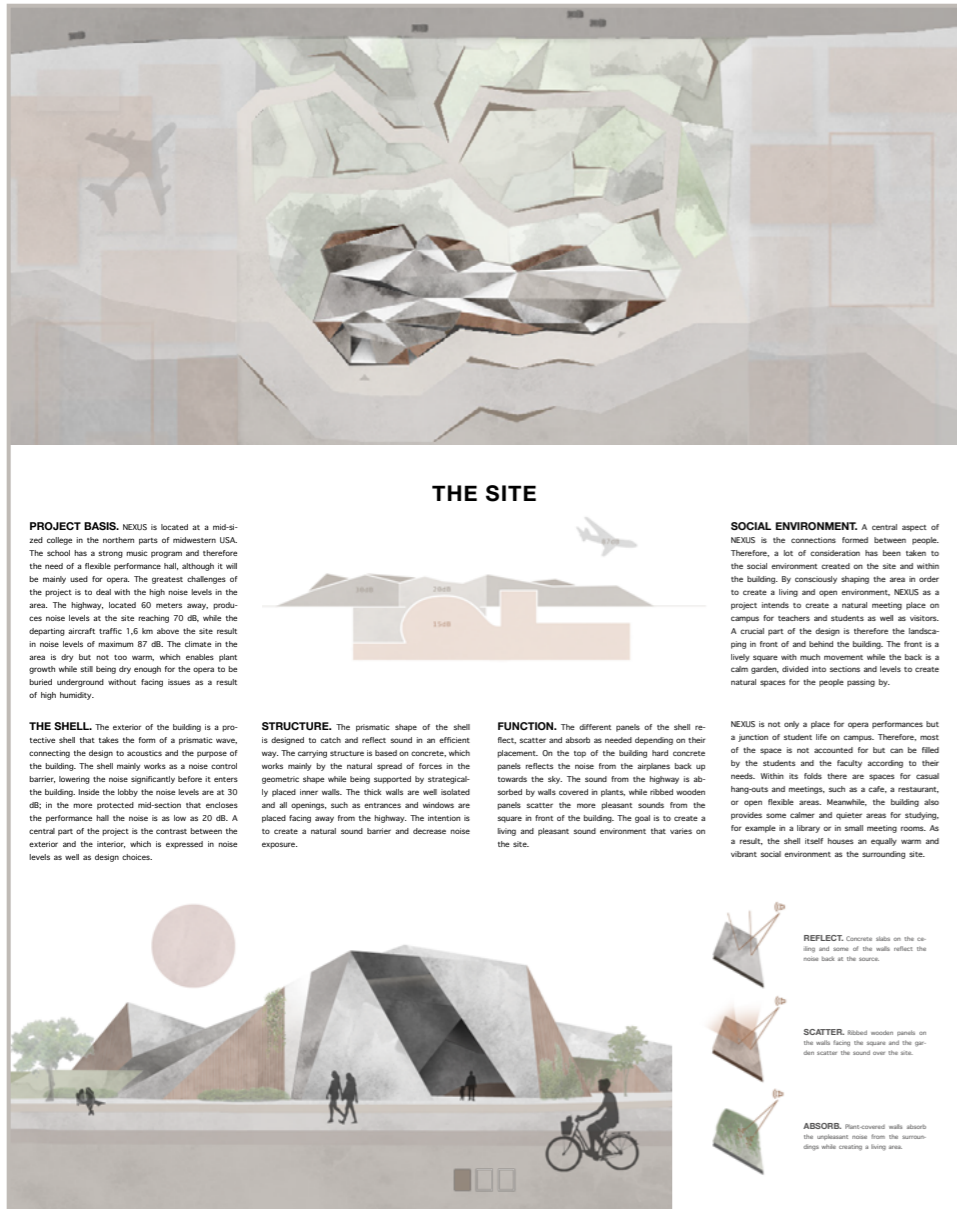 THE SITE
PROJECT BASIS. NEXUS is located at a mid-si-
zed college in the northern parts of midwestern USA.
The school has a strong music program and therefore
the need of a flexible performance hall, although it will
be mainly used for opera. The greatest challenges of
the project is to deal with the high noise levels in the
area. The highway, located 60 meters away, produ-
ces noise levels at the site reaching 70 dB, while the
departing aircraft traffic 1,6 km above the site result
in noise levels of maximum 87 dB. The climate in the
area is dry but not too warm, which enables plant
growth while still being dry enough for the opera to be
buried underground without facing issues as a result
of high humidity.
87dB
30dB
20dB
15dB
SOCIAL ENVIRONMENT. A central aspect of
NEXUS is the connections formed between people.
Therefore, a lot of consideration has been taken to
the social environment created on the site and within
the building. By consciously shaping the area in order
to create a living and open environment, NEXUS as a
project intends to create a natural meeting place on
campus for teachers and students as well as visitors.
A crucial part of the design is therefore the landsca-
ping in front of and behind the building. The front is a
lively square with much movement while the back is a
calm garden, divided into sections and levels to create
natural spaces for the people passing by.
THE SHELL. The exterior of the building is a pro-
tective shell that takes the form of a prismatic wave,
connecting the design to acoustics and the purpose of
the building. The shell mainly works as a noise control
barrier, lowering the noise significantly before it enters
the building. Inside the lobby the noise levels are at 30
dB; in the more protected mid-section that encloses
the performance hall the noise is as low as 20 dB. A
central part of the project is the contrast between the
exterior and the interior, which is expressed in noise
levels as well as design choices.
STRUCTURE. The prismatic shape of the shell
is designed to catch and reflect sound in an efficient
way. The carrying structure is based on concrete, which
works mainly by the natural spread of forces in the
geometric shape while being supported by strategical-
ly placed inner walls. The thick walls are well isolated
and all openings, such as entrances and windows are
placed facing away from the highway. The intention is
to create a natural sound barrier and decrease noise
exposure.
FUNCTION. The different panels of the shell re-
flect, scatter and absorb as needed depending on their
placement. On the top of the building hard concrete
panels reflects the noise from the airplanes back up
towards the sky. The sound from the highway is ab-
sorbed by walls covered in plants, while ribbed wooden
panels scatter the more pleasant sounds from the
square in front of the building. The goal is to create a
living and pleasant sound environment that varies on
the site.
NEXUS is not only a place for opera performances but
a junction of student life on campus. Therefore, most
of the space is not accounted for but can be filled
by the students and the faculty according to their
needs. Within its folds there are spaces for casual
hang-outs and meetings, such as a cafe, a restaurant,
or open flexible areas. Meanwhile, the building also
provides some calmer and quieter areas for studying,
for example in a library or in small meeting rooms. As
a result, the shell itself houses an equally warm and
vibrant social environment as the surrounding site.
REFLECT. Concrete slabs on the ce-
iling and some of the walls reflect the
noise back at the source.
SCATTER. Ribbed wooden panels on
the walls facing the square and the gar-
den scatter the sound over the site.
ABSORB. Plant-covered walls absorb
the unpleasant noise from the surroun-
dings while creating a living area.